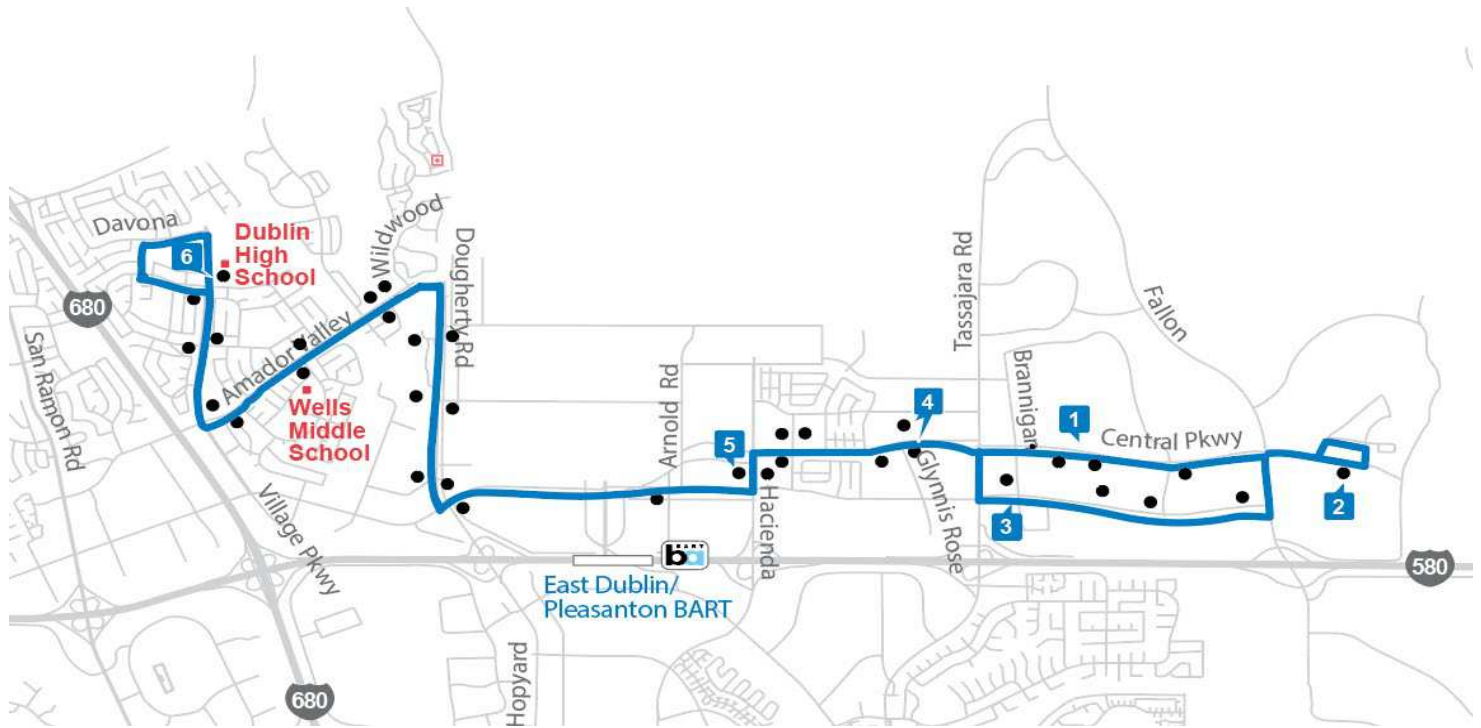 Davona
6
Dublin
High
School
Wildwood
Dougherty Rd
680
San Ramon Rd
Amador Valley
Wells
Middle
School
Village Pkwy
Arnold Rd
5
Hacienda
4
Glynnis Rose
Tassajara Rd
Brannigan
1
Central Pkwy
Fallon
3
2
BART
ba
580
East Dublin/
Pleasanton BART
Hopyard
680